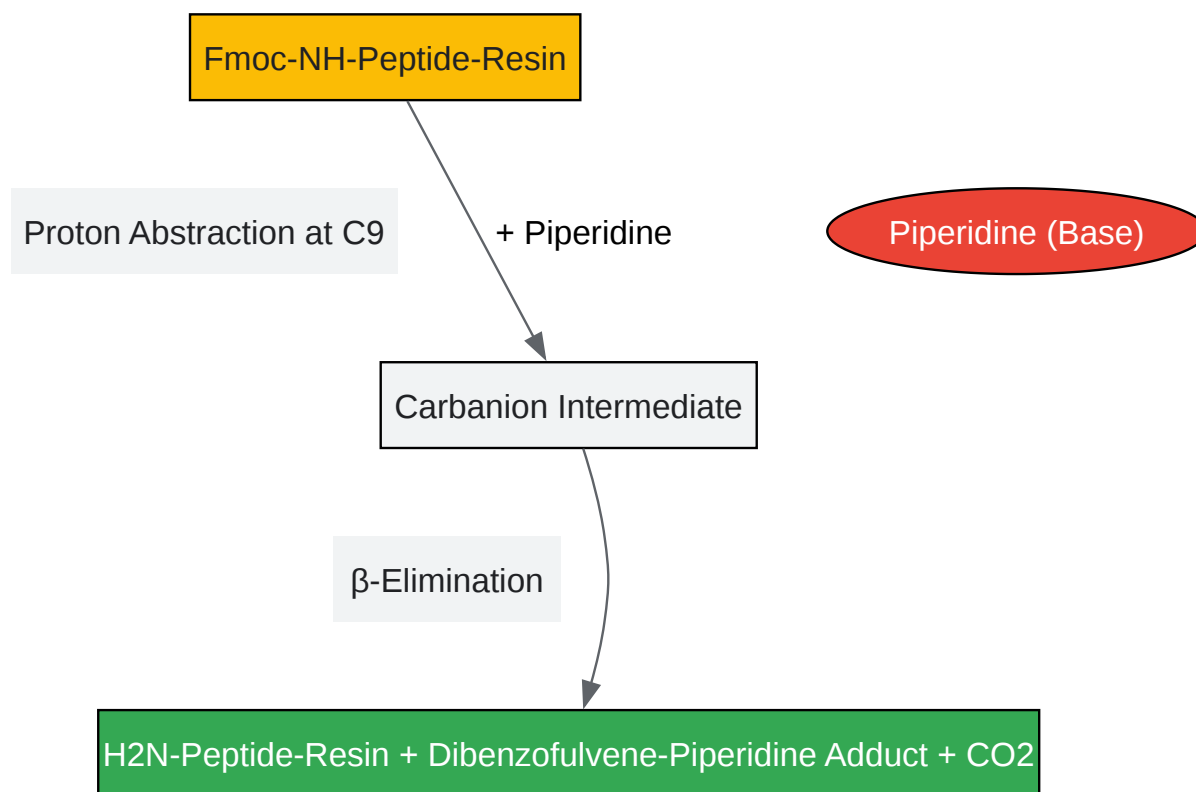 Fmoc-NH-Peptide-Resin
Proton Abstraction at C9
+ Piperidine
Piperidine (Base)
Carbanion Intermediate
β-Elimination
H2N-Peptide-Resin + Dibenzofulvene-Piperidine Adduct + CO2